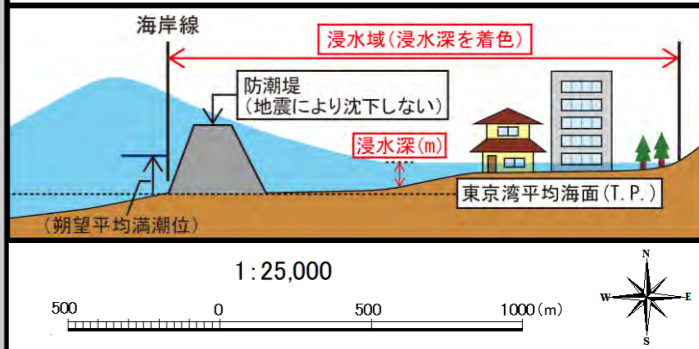 海岸線
浸水域(浸水深を着色)
防潮堤
(地震により沈下しない)
浸水深(m)
東京湾平均海面(T.P.)
(朔望平均満潮位)
1:25,000
500 0 500 1000(m)
N
W E
S